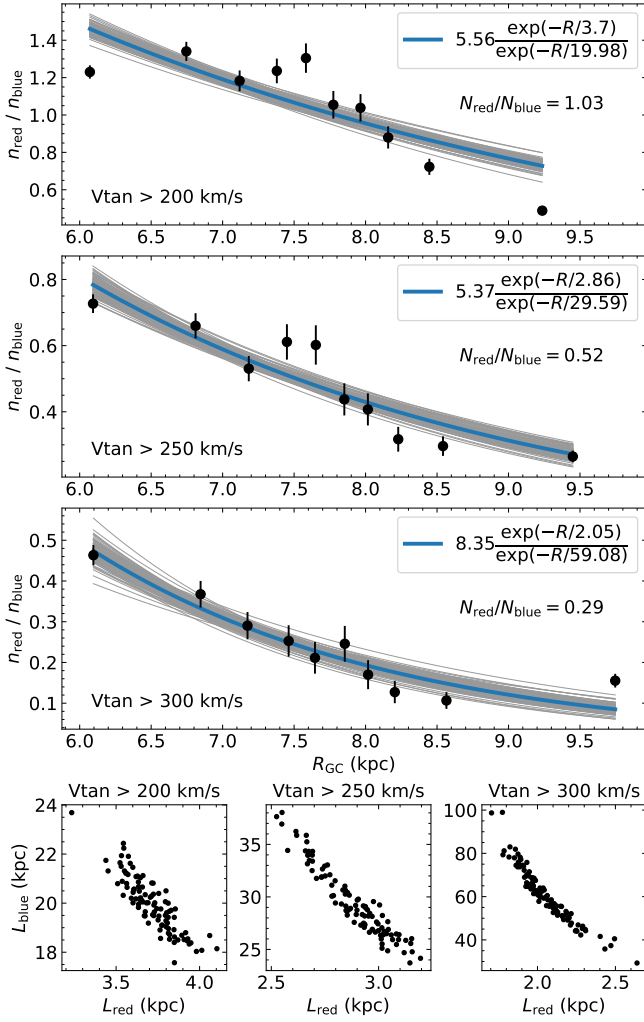 1.4
1.2
1.0
0.8
0.6
n_red / n_blue
5.56 exp(−R/3.7) / exp(−R/19.98)
N_red/N_blue = 1.03
Vtan > 200 km/s
6.0 6.5 7.0 7.5 8.0 8.5 9.0 9.5
0.8
0.6
0.4
n_red / n_blue
5.37 exp(−R/2.86) / exp(−R/29.59)
N_red/N_blue = 0.52
Vtan > 250 km/s
6.0 6.5 7.0 7.5 8.0 8.5 9.0 9.5
0.5
0.4
0.3
0.2
0.1
n_red / n_blue
8.35 exp(−R/2.05) / exp(−R/59.08)
N_red/N_blue = 0.29
Vtan > 300 km/s
6.0 6.5 7.0 7.5 8.0 8.5 9.0 9.5
R_GC (kpc)
Vtan > 200 km/s
24
22
20
18
L_blue (kpc)
3.5 4.0
L_red (kpc)
Vtan > 250 km/s
35
30
25
2.5 3.0
L_red (kpc)
Vtan > 300 km/s
100
80
60
40
2.0 2.5
L_red (kpc)